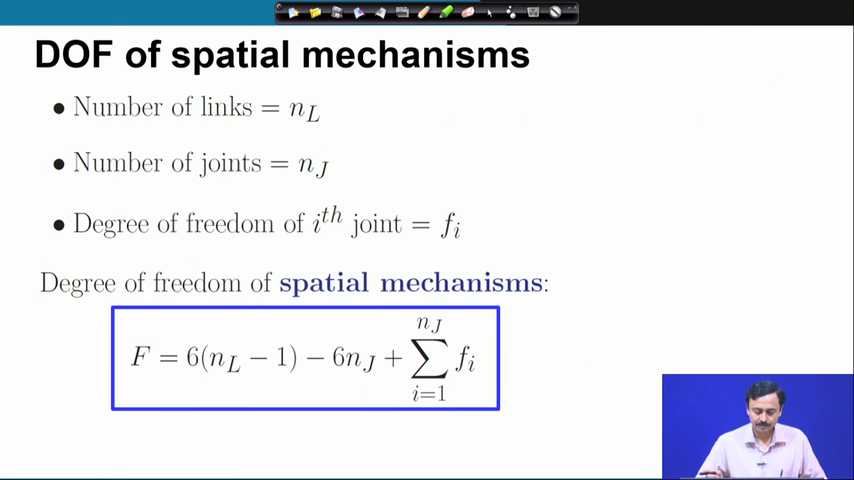 DOF of spatial mechanisms
• Number of links = n_L
• Number of joints = n_J
• Degree of freedom of i^{th} joint = f_i
Degree of freedom of spatial mechanisms:
F = 6(n_L − 1) − 6n_J + \sum_{i=1}^{n_J} f_i